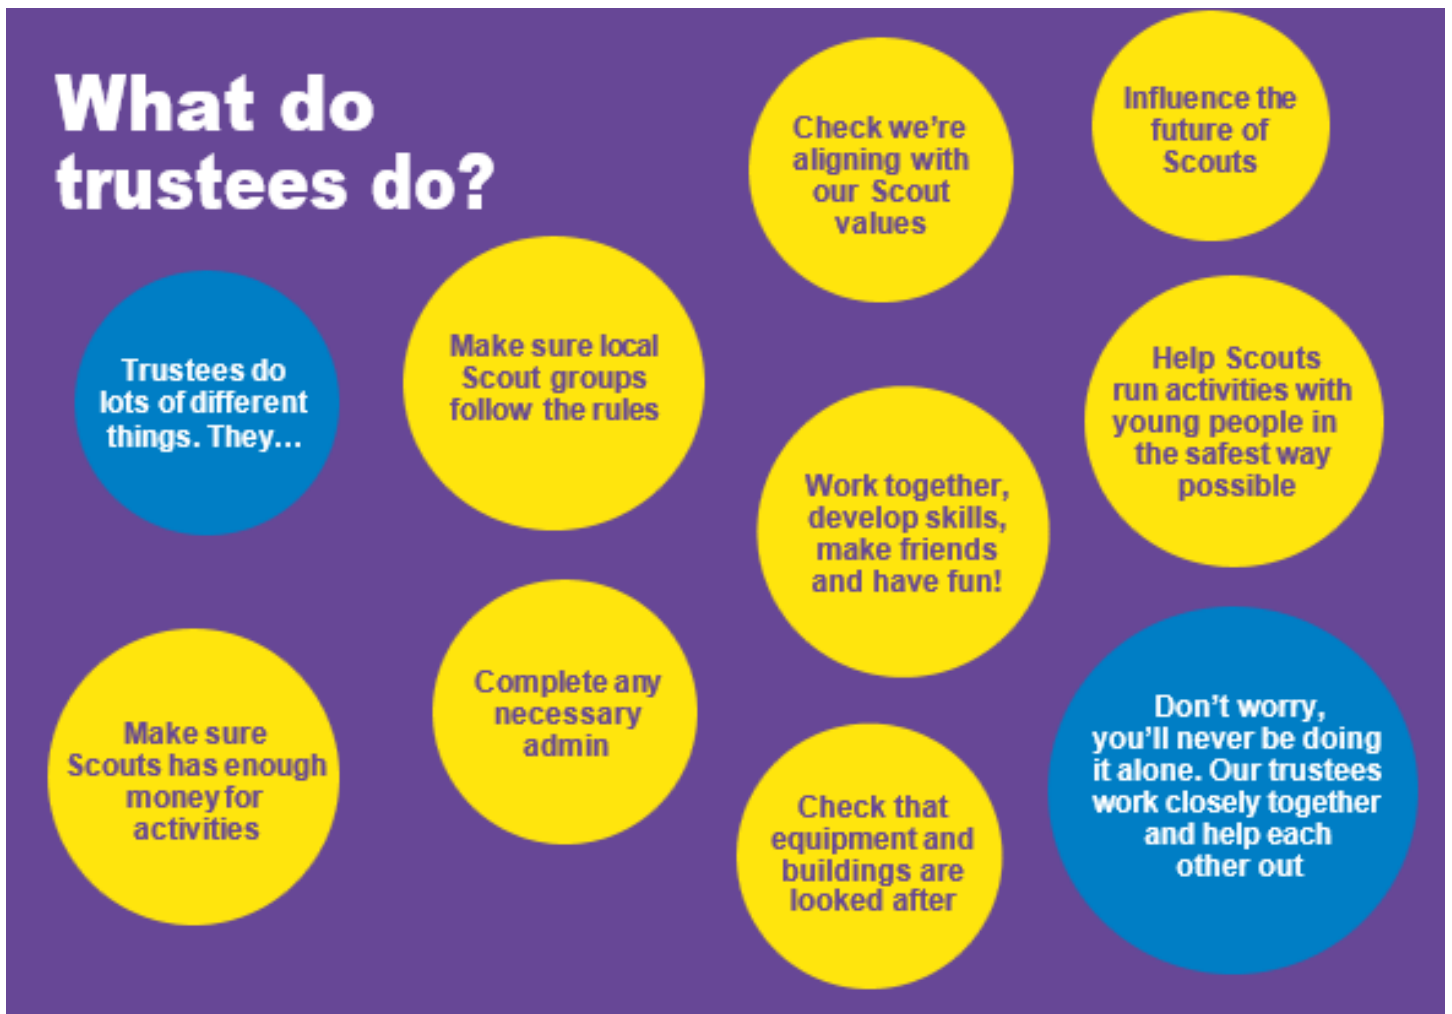 What do
trustees do?
Trustees do
lots of different
things. They...
Make sure local
Scout groups
follow the rules
Check we’re
aligning with
our Scout
values
Influence the
future of
Scouts
Help Scouts
run activities with
young people in
the safest way
possible
Work together,
develop skills,
make friends
and have fun!
Make sure
Scouts has enough
money for
activities
Complete any
necessary
admin
Check that
equipment and
buildings are
looked after
Don’t worry,
you’ll never be doing
it alone. Our trustees
work closely together
and help each
other out